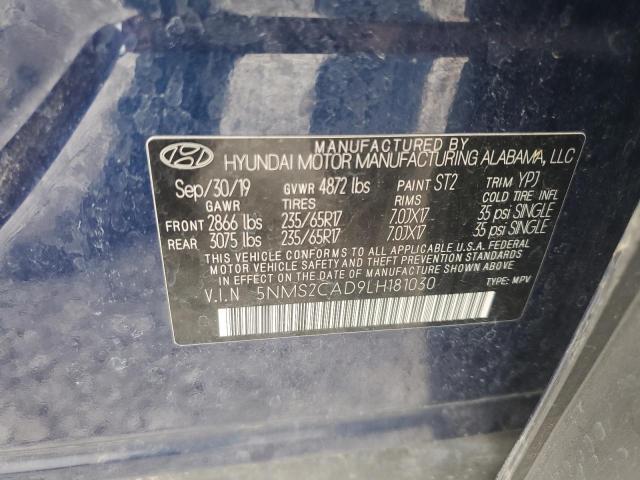 MANUFACTURED BY
HYUNDAI MOTOR MANUFACTURING ALABAMA, LLC
Sep/30/19 GVWR 4872 lbs PAINT ST2 TRIM YPJ
GAWR TIRES RIMS COLD TIRE INFL
FRONT 2866 lbs 235/65R17 7.0JX17 35 psi SINGLE
REAR 3075 lbs 235/65R17 7.0JX17 35 psi SINGLE
THIS VEHICLE CONFORMS TO ALL APPLICABLE U.S.A. FEDERAL
MOTOR VEHICLE SAFETY, BUMPER, AND THEFT PREVENTION STANDARDS
IN EFFECT ON THE DATE OF MANUFACTURE SHOWN ABOVE.
V.I.N 5NMS2CAD9LH181030 TYPE: MPV